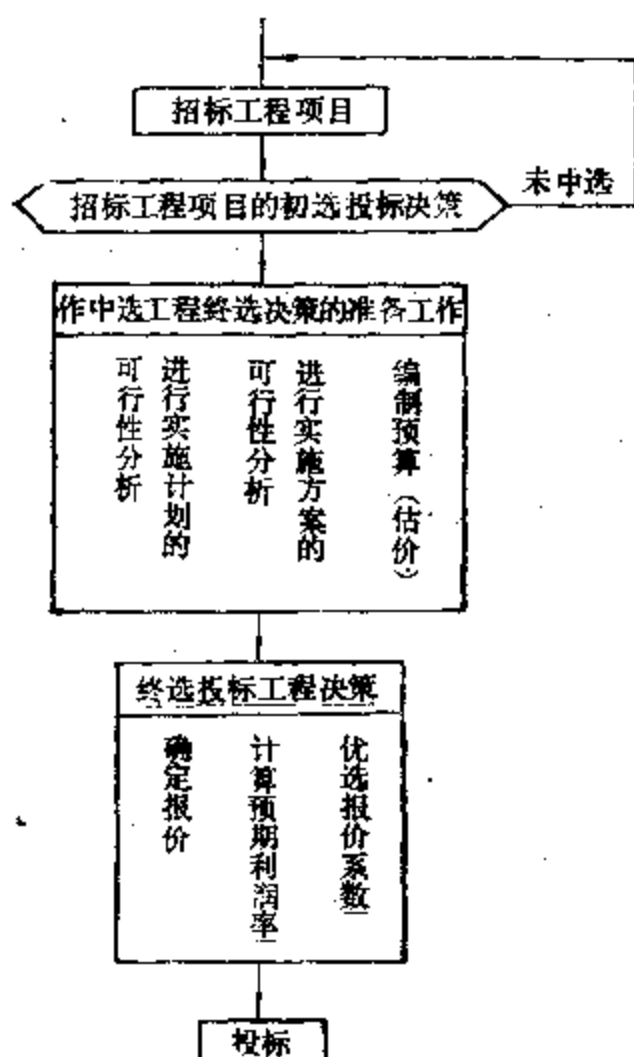 招标工程项目
未中选
招标工程项目的初选投标决策
作中选工程终选决策的准备工作
编制预算（估价）
进行实施方案的
可行性分析
进行实施计划的
可行性分析
终选投标工程决策
优选报价系数
计算预期利润率
确定报价
投标